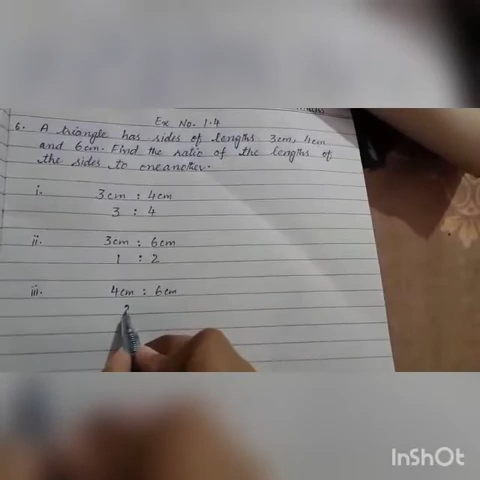 Ex No. 1.4
6. A triangle has sides of lengths 3cm, 4cm
and 6cm. Find the ratio of the lengths of
the sides to oneanother.
i. 3cm : 4cm
3 : 4
ii. 3cm : 6cm
1 : 2
iii. 4cm : 6cm
2
InShOt